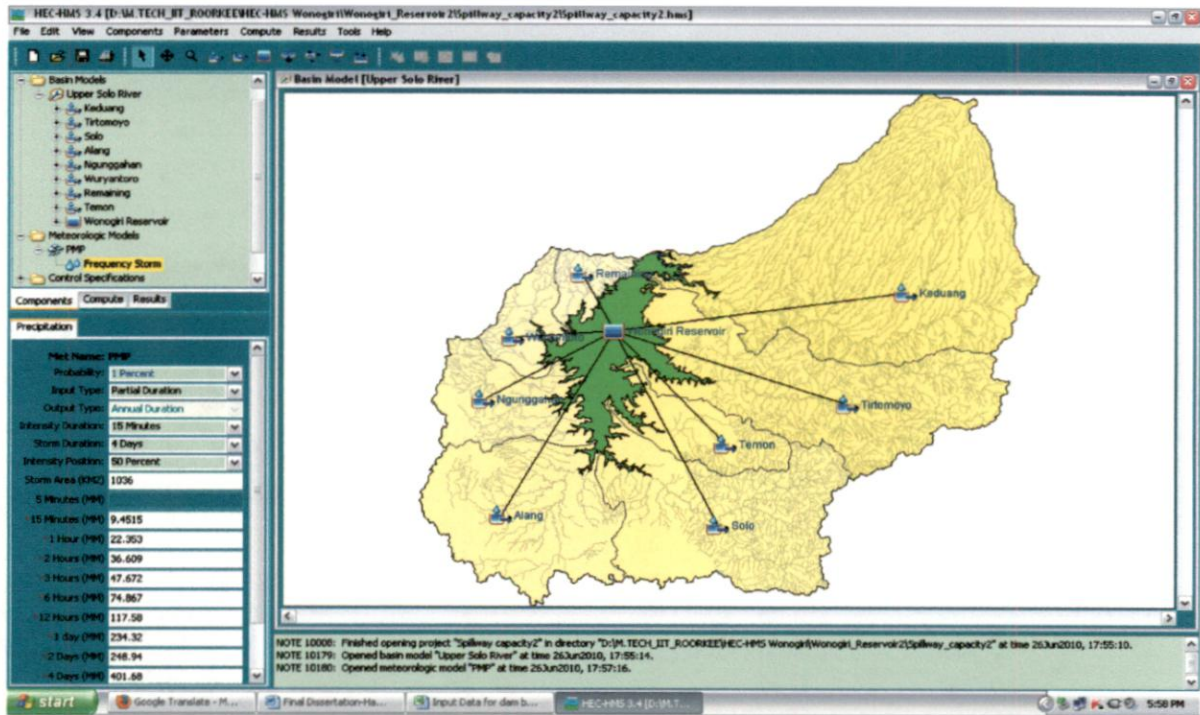 HEC-HMS 3.4 [D:\M.TECH_IIT_ROORKEE\HEC-HMS Wonogiri\Wonogiri_Reservoir2\Spillway_capacity2\Spillway_capacity2.hms]
File Edit View Components Parameters Compute Results Tools Help
Basin Models
Upper Solo River
Keduang
Tirtomoyo
Solo
Alang
Ngunggahan
Wuryantoro
Remaining
Temon
Wonogiri Reservoir
Meteorologic Models
PMP
Frequency Storm
Control Specifications
Components Compute Results
Precipitation
Met Name: PMP
Probability: 1 Percent
Input Type: Partial Duration
Output Type: Annual Duration
Intensity Duration: 15 Minutes
Storm Duration: 4 Days
Intensity Position: 50 Percent
Storm Area (KM2) 1036
5 Minutes (MM)
15 Minutes (MM) 9.4515
1 Hour (MM) 22.353
2 Hours (MM) 36.609
3 Hours (MM) 47.672
6 Hours (MM) 74.867
12 Hours (MM) 117.58
1 day (MM) 234.32
2 Days (MM) 248.94
4 Days (MM) 401.68
Basin Model [Upper Solo River]
Keduang
Reservoir
Tirtomoyo
Temon
Alang
Solo
NOTE 10008: Finished opening project "Spillway capacity2" in directory "D:\M.TECH_IIT_ROORKEE\HEC-HMS Wonogiri\Wonogiri_Reservoir2\Spillway_capacity2" at time 26Jun2010, 17:55:10.
NOTE 10179: Opened basin model "Upper Solo River" at time 26Jun2010, 17:55:14.
NOTE 10180: Opened meteorologic model "PMP" at time 26Jun2010, 17:57:16.
start Google Translate - M... Final Dissertation-Ha... Input Data for dam b... HEC-HMS 3.4 [D:\M.T... 5:58 PM